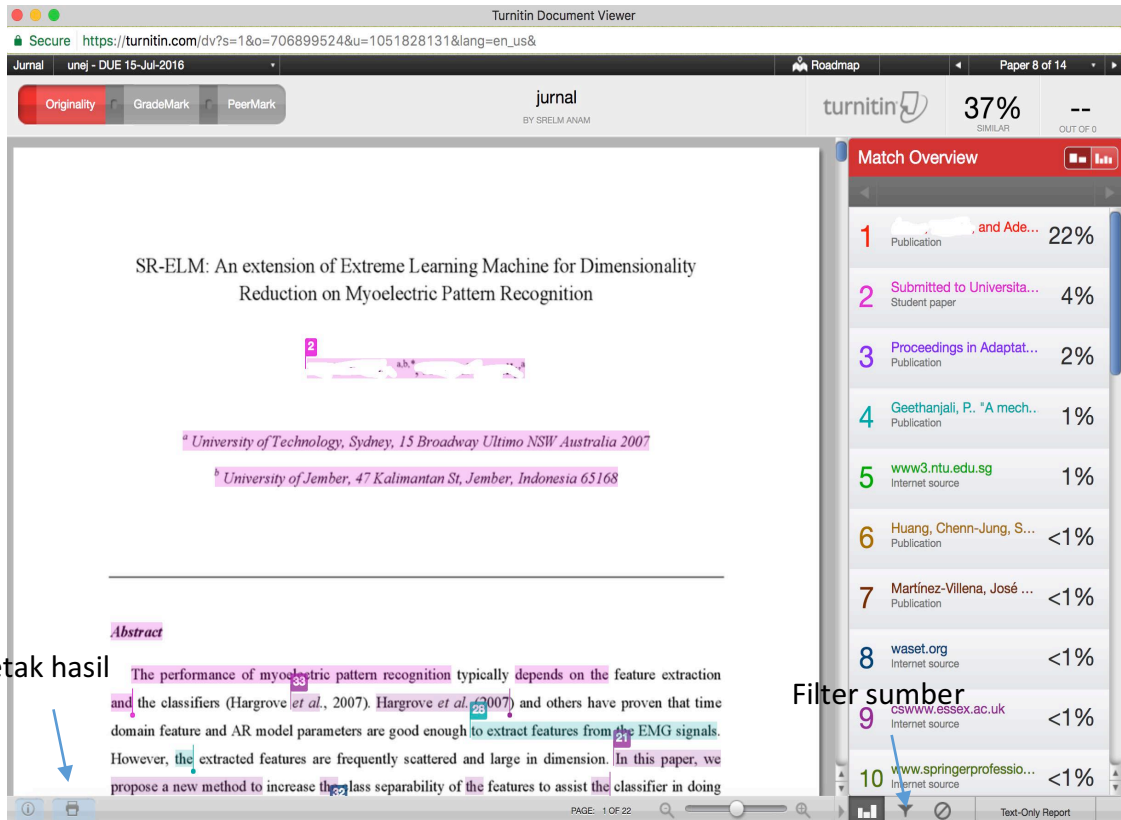 Turnitin Document Viewer
Secure https://turnitin.com/dv?s=1&o=706899524&u=1051828131&lang=en_us&
Jurnal unej - DUE 15-Jul-2016 Roadmap Paper 8 of 14
Originality GradeMark PeerMark
jurnal
BY SRELM ANAM
turnitin
37%
SIMILAR
--
OUT OF 0
SR-ELM: An extension of Extreme Learning Machine for Dimensionality
Reduction on Myoelectric Pattern Recognition
2
a,b,*
, a
a University of Technology, Sydney, 15 Broadway Ultimo NSW Australia 2007
b University of Jember, 47 Kalimantan St, Jember, Indonesia 65168
Abstract
The performance of myoelectric pattern recognition typically depends on the feature extraction
33
and the classifiers (Hargrove et al., 2007). Hargrove et al. (2007) and others have proven that time
28
domain feature and AR model parameters are good enough to extract features from the EMG signals.
21
However, the extracted features are frequently scattered and large in dimension. In this paper, we
propose a new method to increase the class separability of the features to assist the classifier in doing
32
etak hasil
Match Overview
1 , , and Ade... 22%
Publication
2 Submitted to Universita... 4%
Student paper
3 Proceedings in Adaptat... 2%
Publication
4 Geethanjali, P.. "A mech.. 1%
Publication
5 www3.ntu.edu.sg 1%
Internet source
6 Huang, Chenn-Jung, S... <1%
Publication
7 Martínez-Villena, José ... <1%
Publication
8 waset.org <1%
Internet source
Filter sumber
9 cswww.essex.ac.uk <1%
Internet source
10 www.springerprofessio... <1%
Internet source
PAGE: 1 OF 22
Text-Only Report